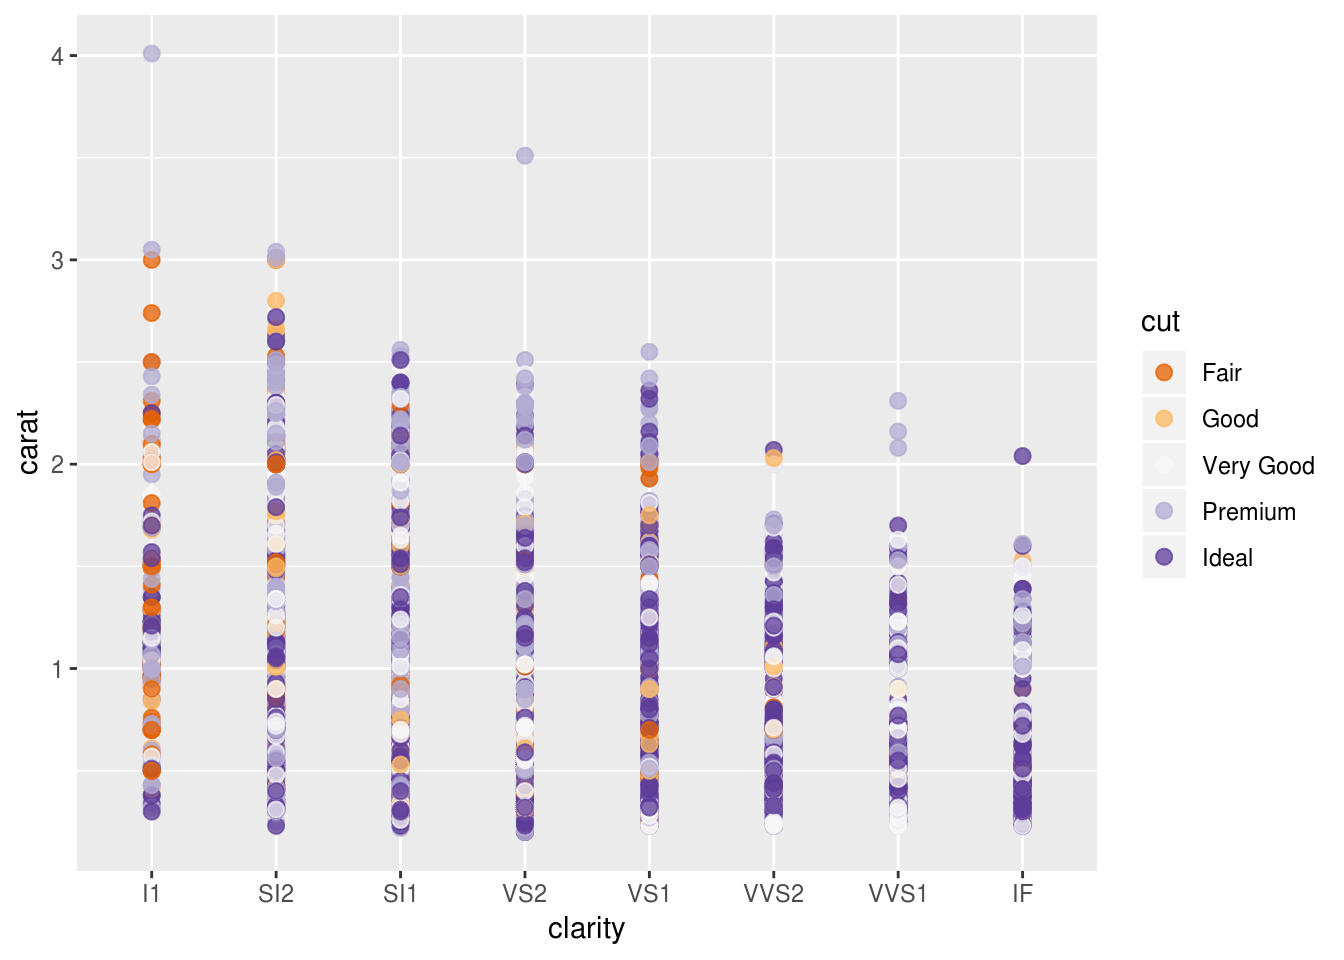 4
3
2
1
carat
I1 SI2 SI1 VS2 VS1 VVS2 VVS1 IF
clarity
cut
Fair
Good
Very Good
Premium
Ideal